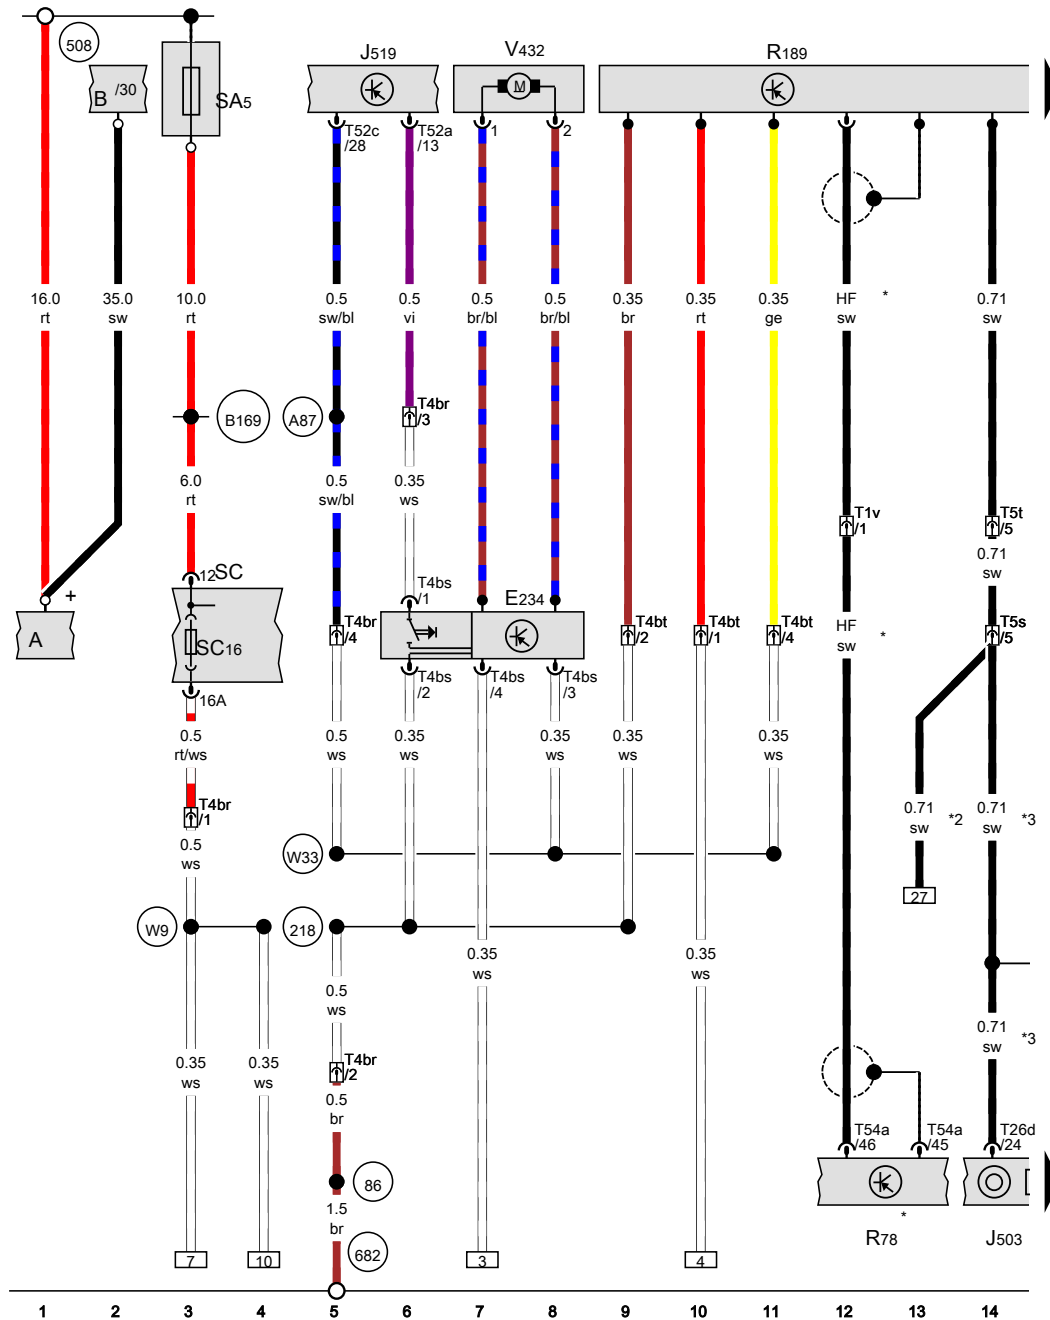 508
B /30
SA5
J519
V432
R189
M
T52c
/28
T52a
/13
1
2
16.0
rt
35.0
sw
10.0
rt
0.5
sw/bl
0.5
vi
0.5
br/bl
0.5
br/bl
0.35
br
0.35
rt
0.35
ge
HF
sw
*
0.71
sw
B169
A87
T4br
/3
6.0
rt
0.5
sw/bl
0.35
ws
T1v
/1
T5t
/5
0.71
sw
12
SC
T4bs
/1
E234
+
A
SC16
T4br
/4
T4bt
/2
T4bt
/1
T4bt
/4
HF
sw
*
T5s
/5
16A
T4bs
/2
T4bs
/4
T4bs
/3
0.5
rt/ws
0.5
ws
0.35
ws
0.35
ws
0.35
ws
0.35
ws
T4br
/1
0.5
ws
0.71
sw
*2
0.71
sw
*3
W33
27
W9
218
0.35
ws
0.35
ws
0.5
ws
0.71
sw
*3
0.35
ws
0.35
ws
T4br
/2
0.5
br
T54a
/46
T54a
/45
T26d
/24
86
1.5
br
*
R78
J503
682
7
10
3
4
1 2 3 4 5 6 7 8 9 10 11 12 13 14